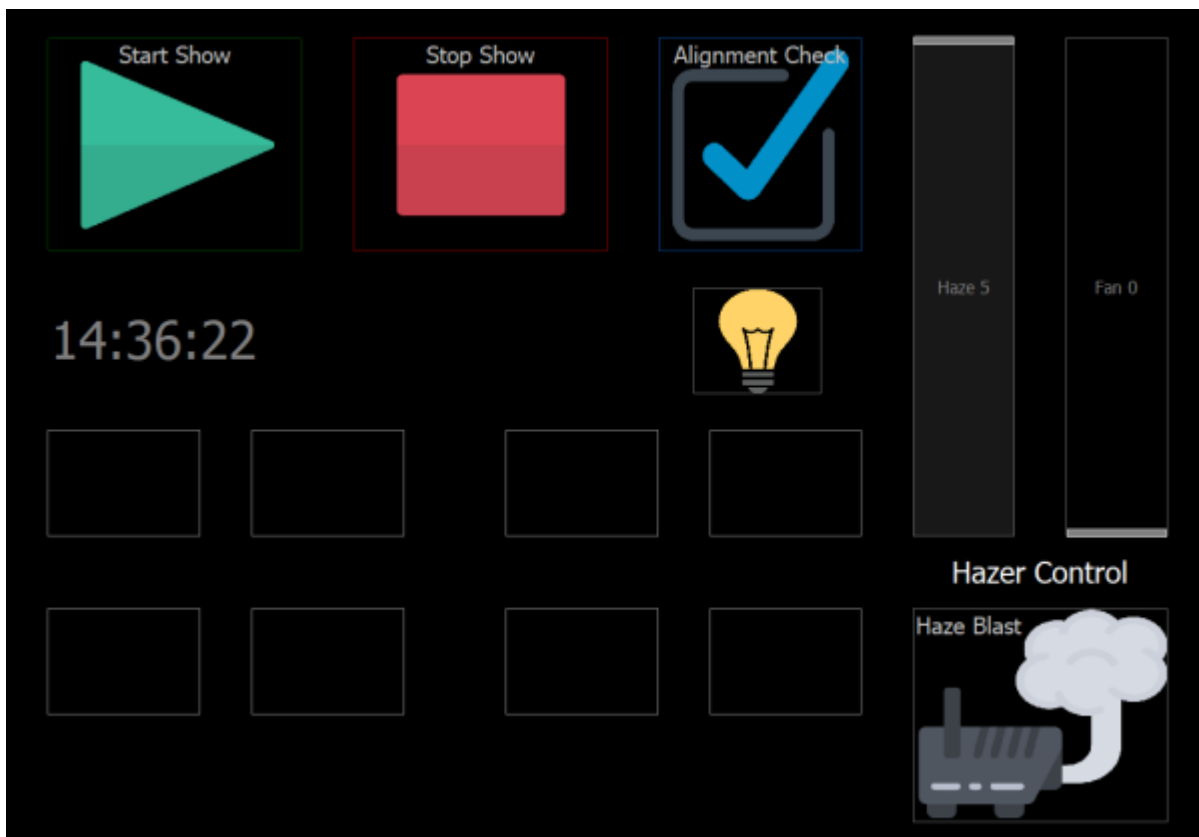 Start Show
Stop Show
Alignment Check
Haze 5
Fan 0
14:36:22
Hazer Control
Haze Blast